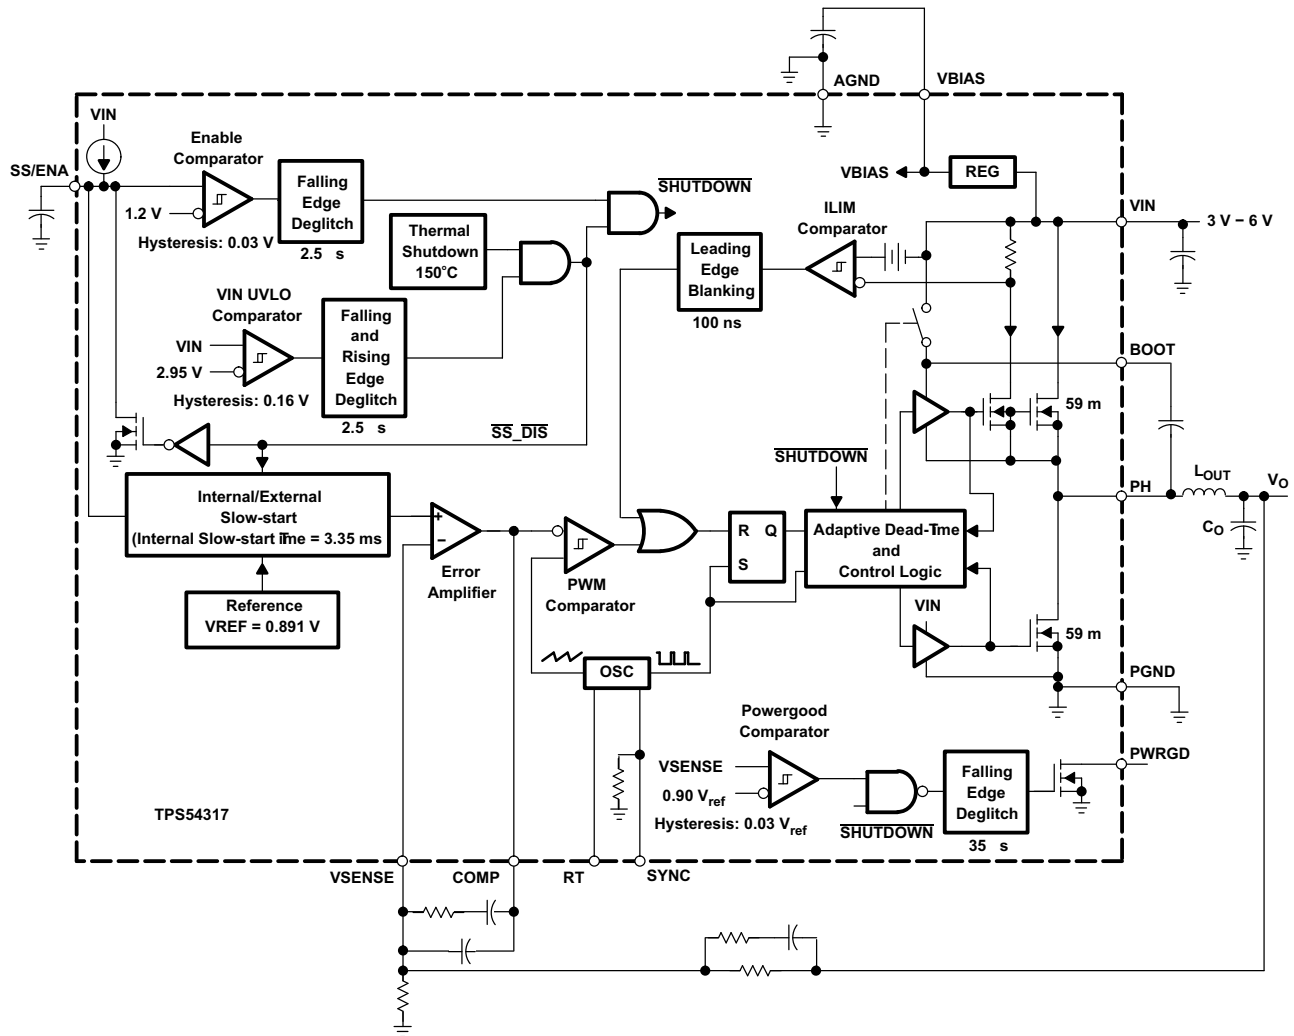 AGND
VBIAS
VIN
SS/ENA
Enable
Comparator
1.2 V
Hysteresis: 0.03 V
Falling
Edge
Deglitch
2.5 s
SHUTDOWN
Thermal
Shutdown
150°C
VIN UVLO
Comparator
VIN
2.95 V
Hysteresis: 0.16 V
Falling
and
Rising
Edge
Deglitch
2.5 s
SS_DIS
VBIAS
REG
ILIM
Comparator
Leading
Edge
Blanking
100 ns
VIN
3 V – 6 V
BOOT
59 m
PH
LOUT
VO
CO
Internal/External
Slow-start
(Internal Slow-start Time = 3.35 ms
Reference
VREF = 0.891 V
Error
Amplifier
PWM
Comparator
R Q
S
SHUTDOWN
Adaptive Dead-Time
and
Control Logic
VIN
59 m
OSC
PGND
Powergood
Comparator
VSENSE
0.90 Vref
Hysteresis: 0.03 Vref
SHUTDOWN
Falling
Edge
Deglitch
35 s
PWRGD
TPS54317
VSENSE
COMP
RT
SYNC